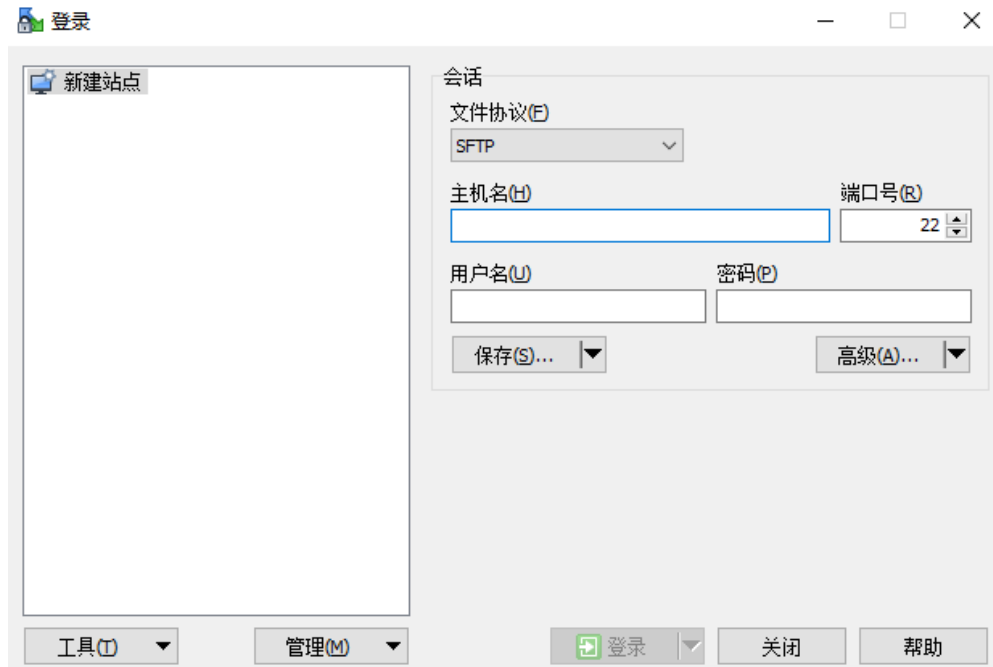 登录
新建站点
会话
文件协议(F)
SFTP
主机名(H) 端口号(R)
22
用户名(U) 密码(P)
保存(S)... 高级(A)...
工具(T) 管理(M) 登录 关闭 帮助